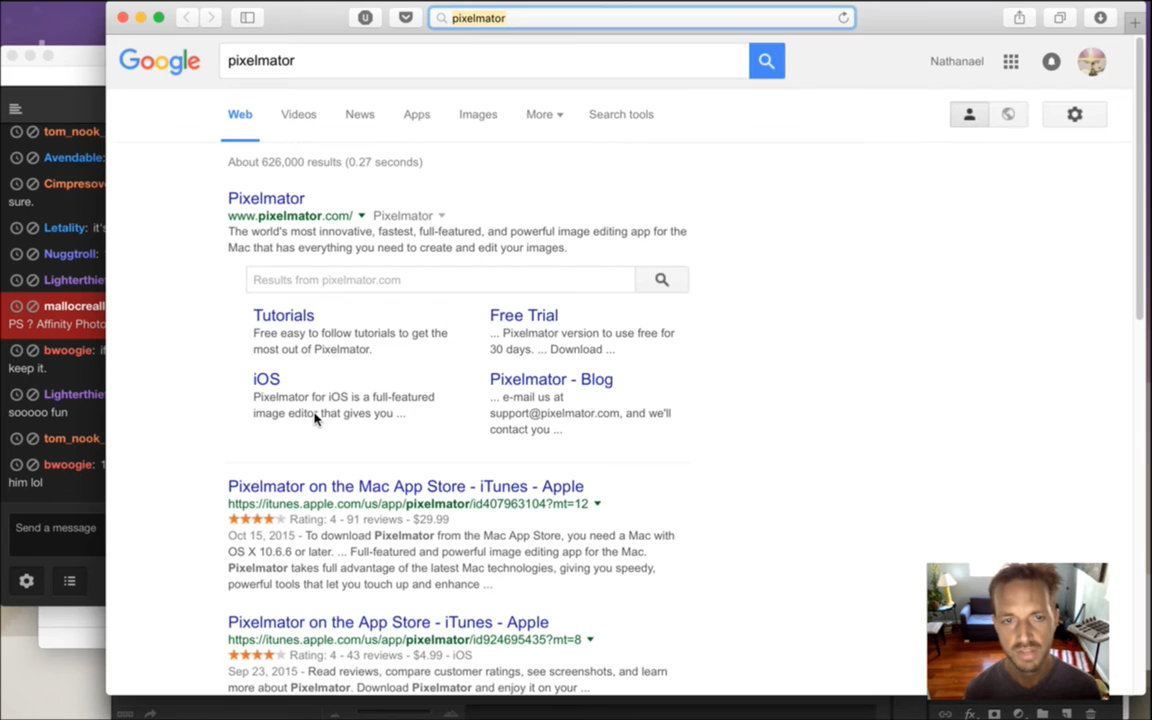 pixelmator
Google
pixelmator
Nathanael
Web
Videos
News
Apps
Images
More
Search tools
About 626,000 results (0.27 seconds)
Pixelmator
www.pixelmator.com/ Pixelmator
The world's most innovative, fastest, full-featured, and powerful image editing app for the
Mac that has everything you need to create and edit your images.
Results from pixelmator.com
Tutorials
Free easy to follow tutorials to get the
most out of Pixelmator.
Free Trial
... Pixelmator version to use free for
30 days. ... Download ...
iOS
Pixelmator for iOS is a full-featured
image editor that gives you ...
Pixelmator - Blog
... e-mail us at
support@pixelmator.com, and we'll
contact you ...
Pixelmator on the Mac App Store - iTunes - Apple
https://itunes.apple.com/us/app/pixelmator/id407963104?mt=12
Rating: 4 - 91 reviews - $29.99
Oct 15, 2015 - To download Pixelmator from the Mac App Store, you need a Mac with
OS X 10.6.6 or later. ... Full-featured and powerful image editing app for the Mac.
Pixelmator takes full advantage of the latest Mac technologies, giving you speedy,
powerful tools that let you touch up and enhance ...
Pixelmator on the App Store - iTunes - Apple
https://itunes.apple.com/us/app/pixelmator/id924695435?mt=8
Rating: 4 - 43 reviews - $4.99 - iOS
Sep 23, 2015 - Read reviews, compare customer ratings, see screenshots, and learn
more about Pixelmator. Download Pixelmator and enjoy it on your ...
tom_nook_
Avendable:
Cimpresov
sure.
Letality: it's
Nuggtroll:
Lighterthie
mallocreall
PS ? Affinity Photo
bwoogie: if
keep it.
Lighterthie
sooooo fun
tom_nook_
bwoogie: 1
him lol
Send a message
fx